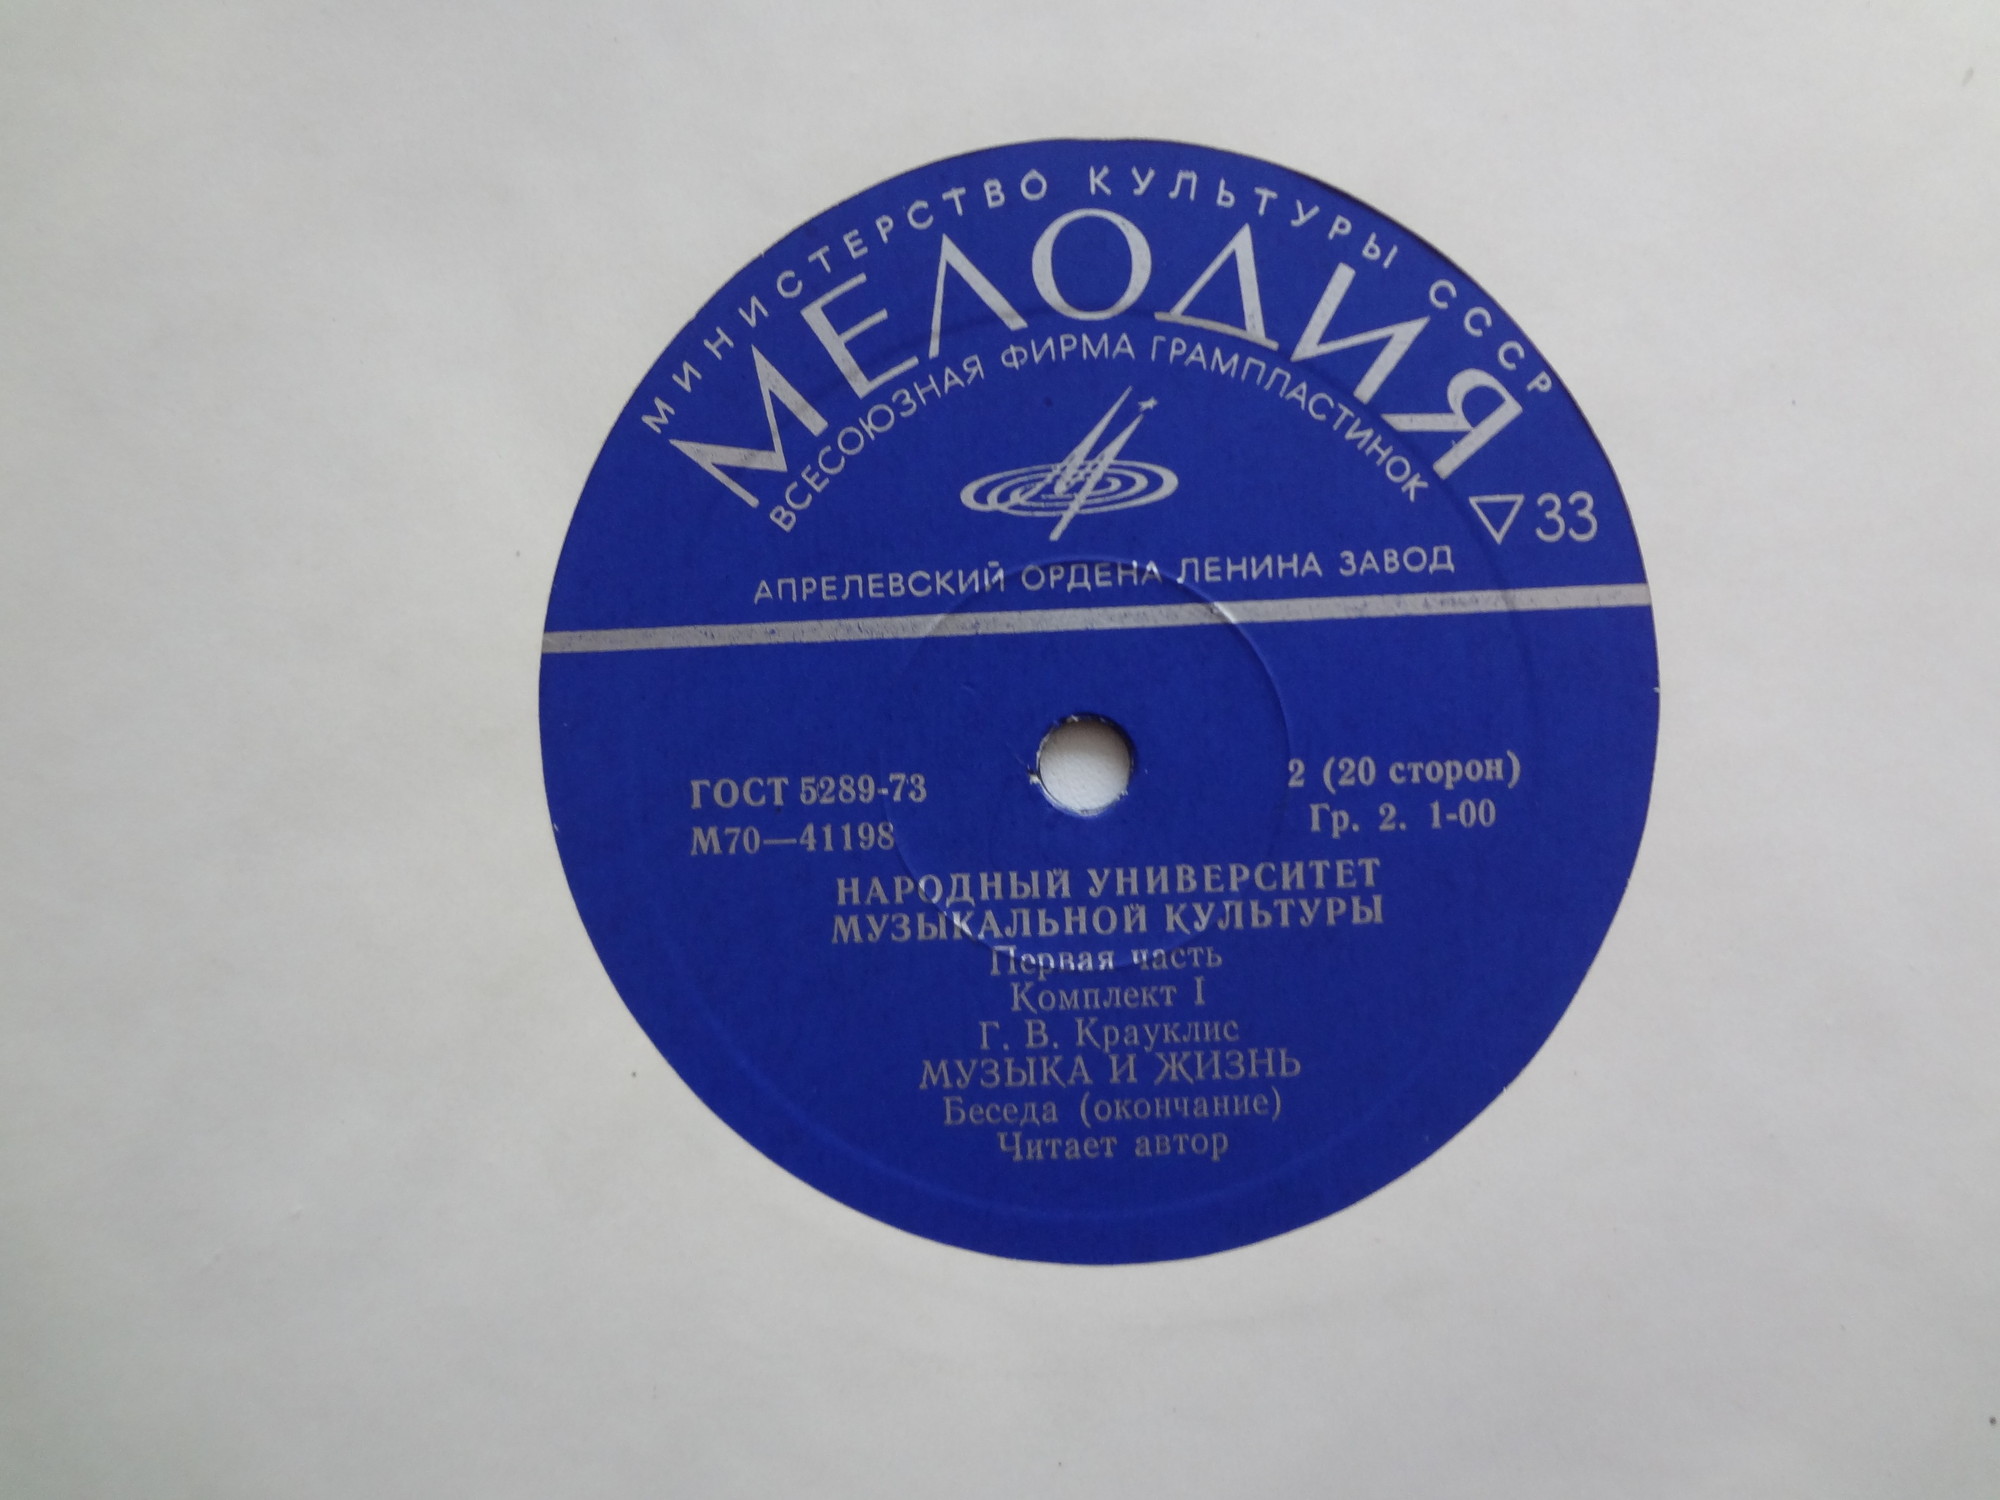 МИНИСТЕРСТВО КУЛЬТУРЫ СССР
МЕЛОДИЯ
ВСЕСОЮЗНАЯ ФИРМА ГРАМПЛАСТИНОК
33
АПРЕЛЕВСКИЙ ОРДЕНА ЛЕНИНА ЗАВОД
ГОСТ 5289-73
М70—41198
2 (20 сторон)
Гр. 2. 1-00
НАРОДНЫЙ УНИВЕРСИТЕТ
МУЗЫКАЛЬНОЙ КУЛЬТУРЫ
Первая часть
Комплект I
Г. В. Крауклис
МУЗЫКА И ЖИЗНЬ
Беседа (окончание)
Читает автор